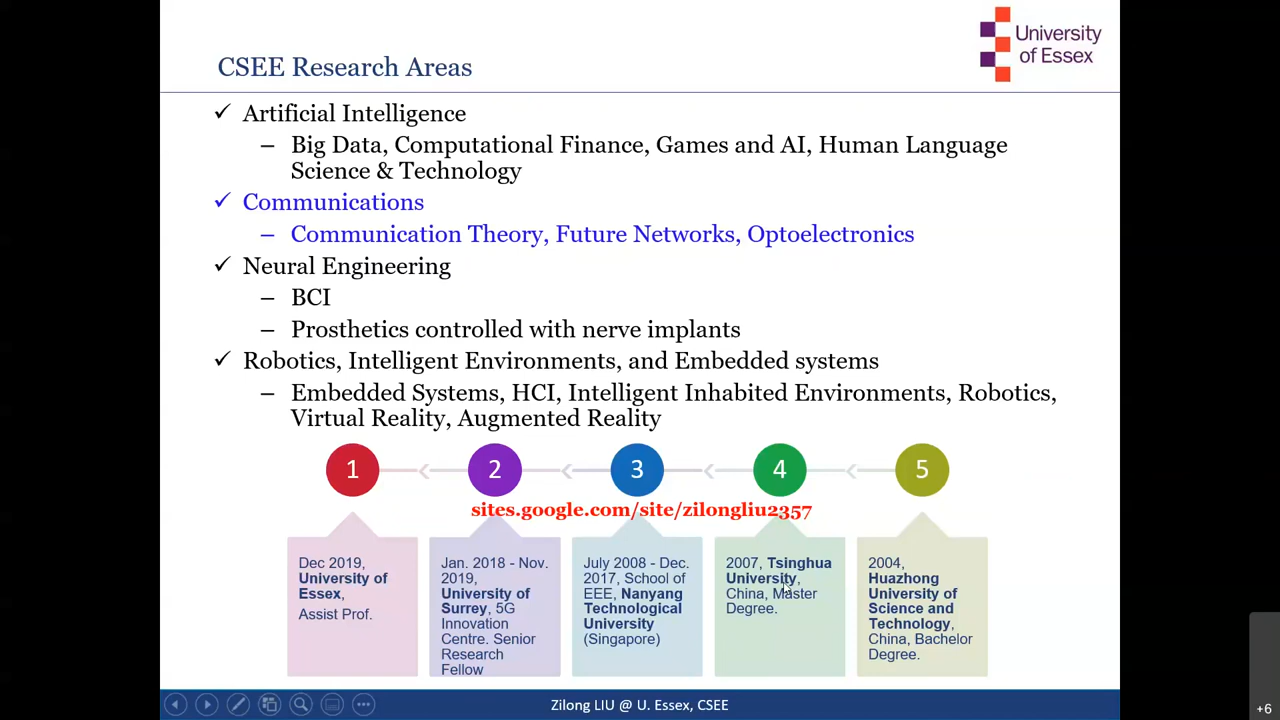 University
of Essex
CSEE Research Areas
✓ Artificial Intelligence
– Big Data, Computational Finance, Games and AI, Human Language
Science & Technology
✓ Communications
– Communication Theory, Future Networks, Optoelectronics
✓ Neural Engineering
– BCI
– Prosthetics controlled with nerve implants
✓ Robotics, Intelligent Environments, and Embedded systems
– Embedded Systems, HCI, Intelligent Inhabited Environments, Robotics,
Virtual Reality, Augmented Reality
1 2 3 4 5
sites.google.com/site/zilongliu2357
Dec 2019,
University of
Essex,
Assist Prof.
Jan. 2018 - Nov.
2019,
University of
Surrey, 5G
Innovation
Centre. Senior
Research
Fellow
July 2008 - Dec.
2017, School of
EEE, Nanyang
Technological
University
(Singapore)
2007, Tsinghua
University,
China, Master
Degree.
2004,
Huazhong
University of
Science and
Technology,
China, Bachelor
Degree.
Zilong LIU @ U. Essex, CSEE
+6